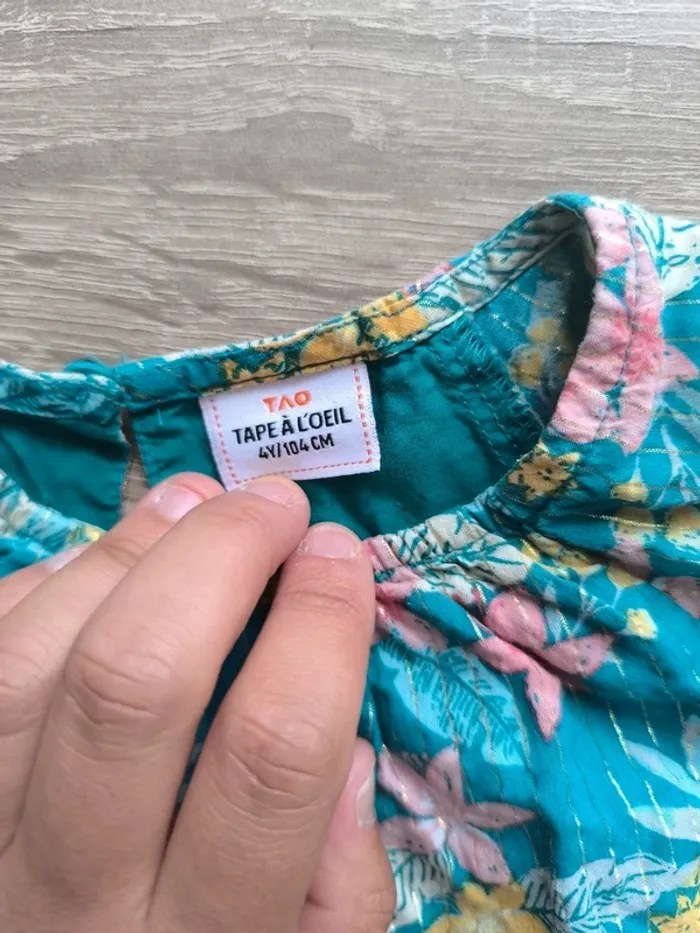 TAO
TAPE À L'OEIL
4Y/104 CM